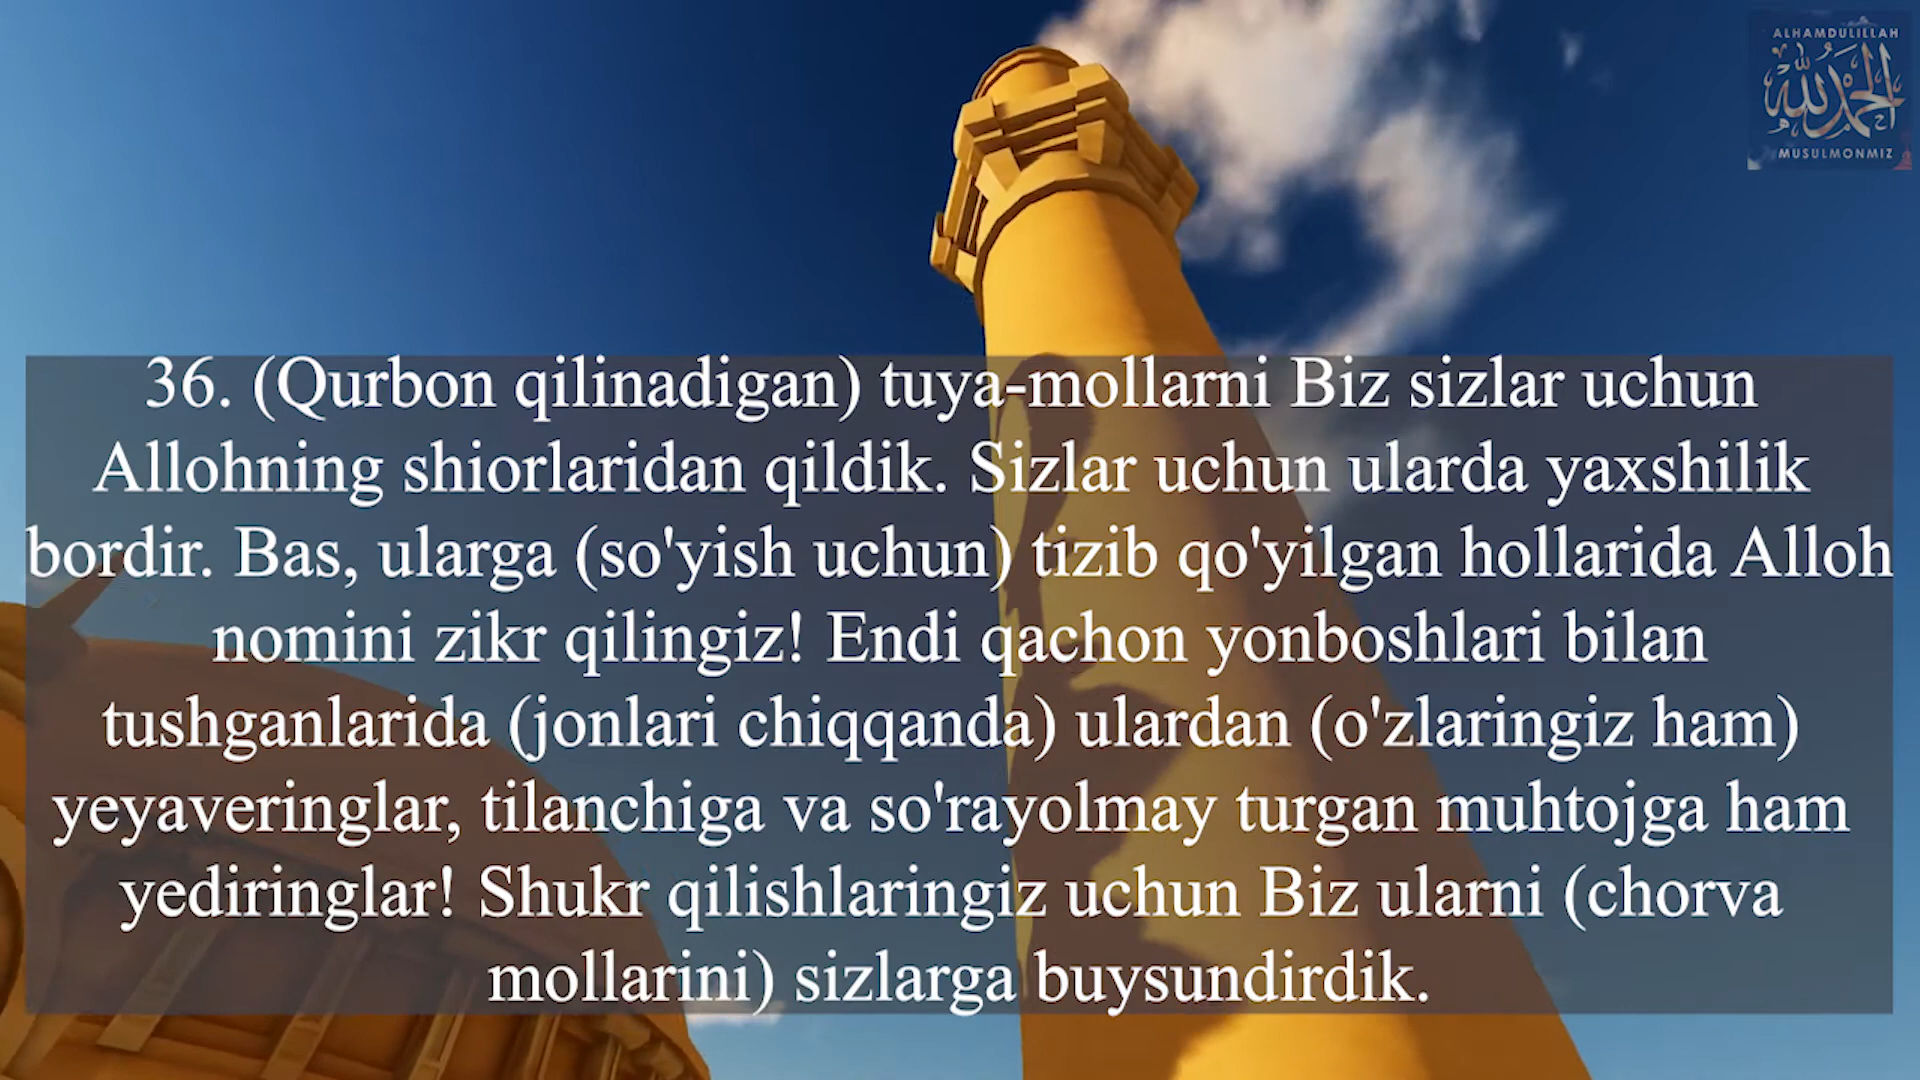 ALHAMDULILLAH
الحمد لله
MUSULMONMIZ
36. (Qurbon qilinadigan) tuya-mollarni Biz sizlar uchun
Allohning shiorlaridan qildik. Sizlar uchun ularda yaxshilik
bordir. Bas, ularga (so'yish uchun) tizib qo'yilgan hollarida Alloh
nomini zikr qilingiz! Endi qachon yonboshlari bilan
tushganlarida (jonlari chiqqanda) ulardan (o'zlaringiz ham)
yeyaveringlar, tilanchiga va so'rayolmay turgan muhtojga ham
yediringlar! Shukr qilishlaringiz uchun Biz ularni (chorva
mollarini) sizlarga buysundirdik.